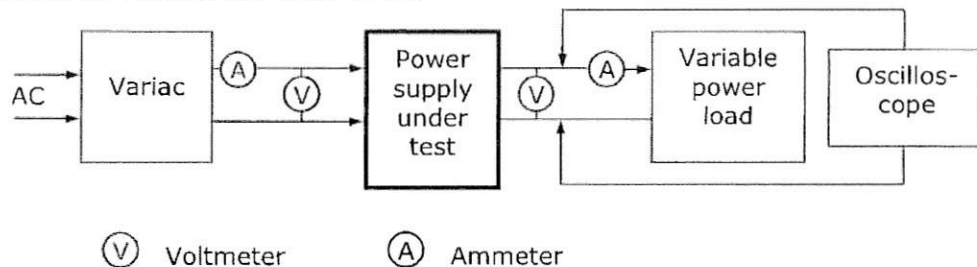 AC
Variac
A
V
Power
supply
under
test
V
A
Variable
power
load
Oscillos-
cope
V Voltmeter
A Ammeter